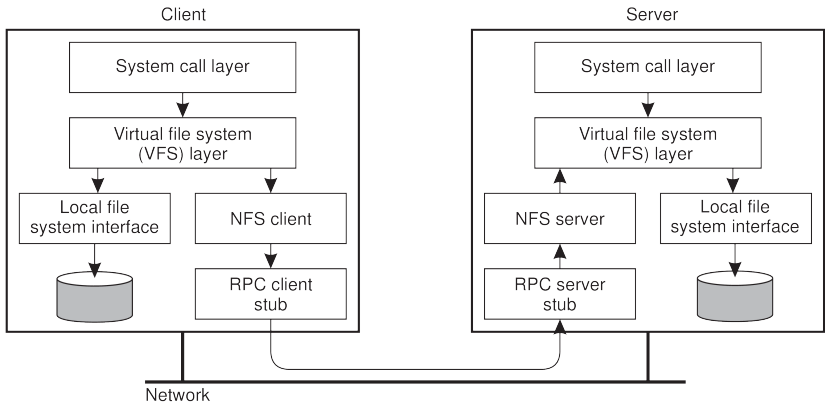 Client
Server
System call layer
System call layer
Virtual file system
(VFS) layer
Virtual file system
(VFS) layer
Local file
system interface
NFS client
NFS server
Local file
system interface
RPC client
stub
RPC server
stub
Network